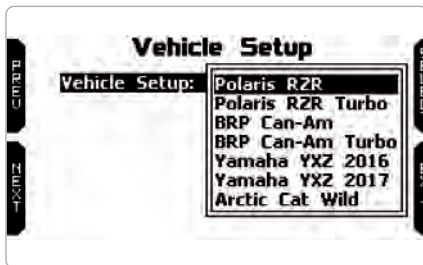 Vehicle Setup
PREV
Vehicle Setup:
Polaris RZR
Polaris RZR Turbo
BRP Can-Am
BRP Can-Am Turbo
Yamaha YXZ 2016
Yamaha YXZ 2017
Arctic Cat Wild
NEXT